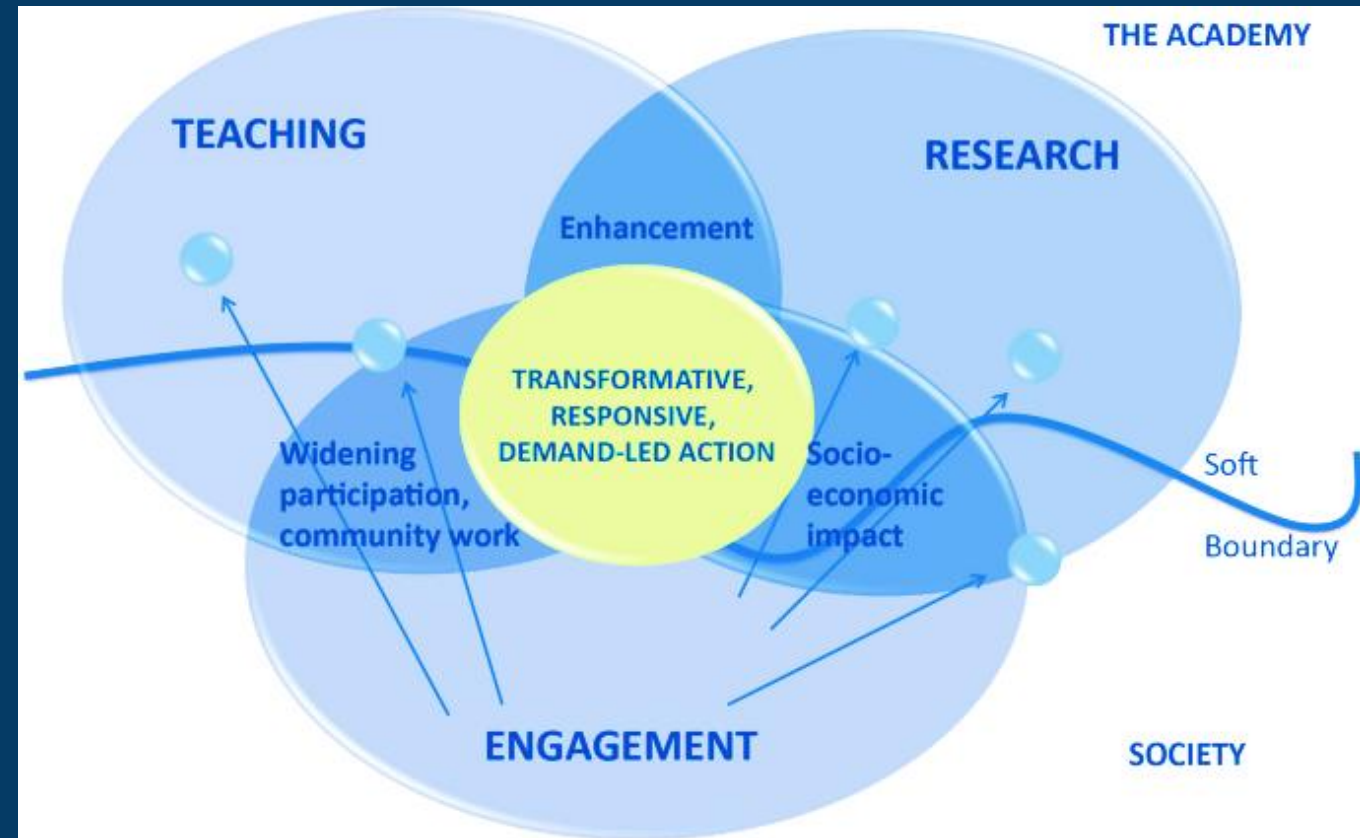 THE ACADEMY
TEACHING
RESEARCH
Enhancement
TRANSFORMATIVE,
RESPONSIVE,
DEMAND-LED ACTION
Widening
participation,
community work
Socio-
economic
impact
Soft
Boundary
ENGAGEMENT
SOCIETY